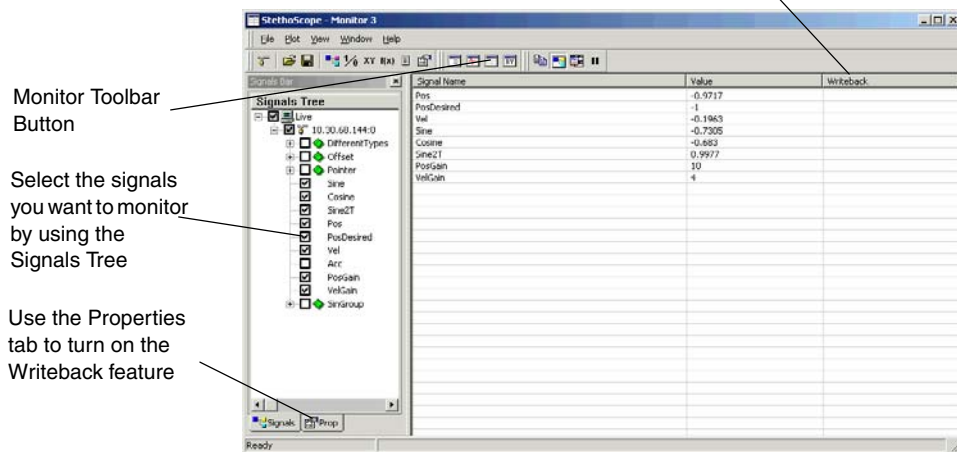 StethoScope - Monitor 3
File Plot View Window Help
XY f(x)
Signals Bar
Signal Name Value Writeback
Pos -0.9717
PosDesired -1
Vel -0.1963
Sine -0.7305
Cosine -0.683
Sine2T 0.9977
PosGain 10
VelGain 4
Signals Tree
Live
10.30.60.144:0
DifferentTypes
Offset
Pointer
Sine
Cosine
Sine2T
Pos
PosDesired
Vel
Acc
PosGain
VelGain
SinGroup
Signals Prop
Ready
Monitor Toolbar
Button
Select the signals
you want to monitor
by using the
Signals Tree
Use the Properties
tab to turn on the
Writeback feature